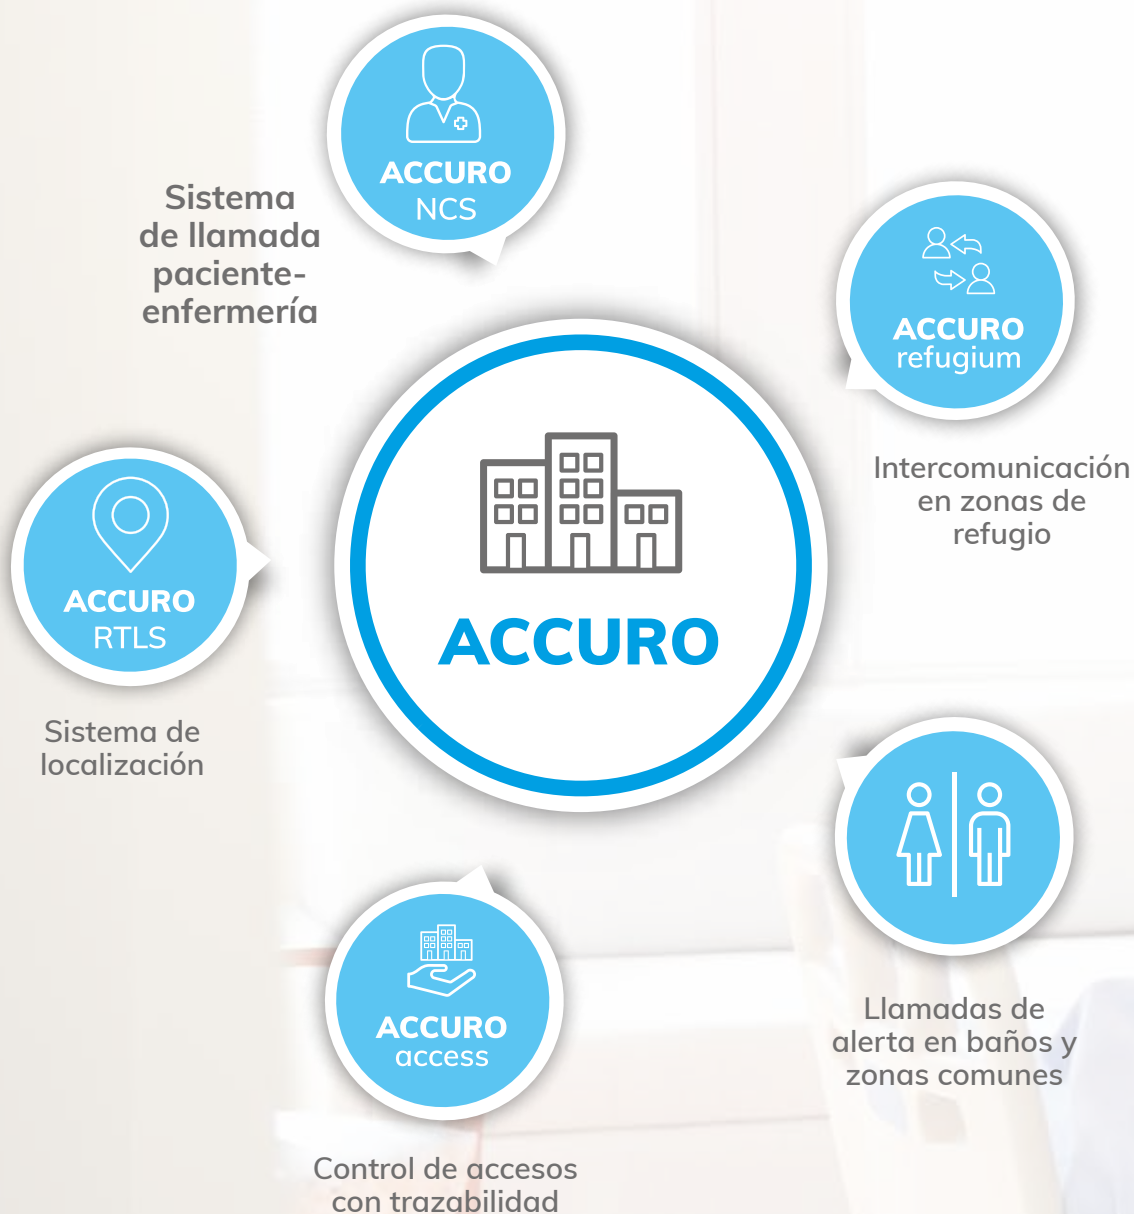 ACCURO
NCS
Sistema
de llamada
paciente-
enfermería
ACCURO
refugium
Intercomunicación
en zonas de
refugio
ACCURO
RTLS
Sistema de
localización
ACCURO
Llamadas de
alerta en baños y
zonas comunes
ACCURO
access
Control de accesos
con trazabilidad